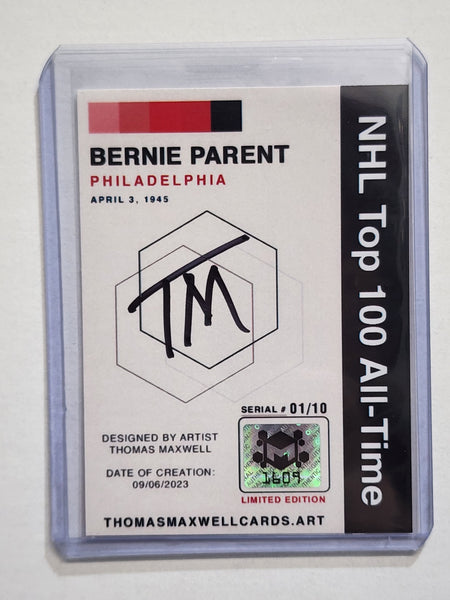 BERNIE PARENT
PHILADELPHIA
APRIL 3, 1945
NHL Top 100 All-Time
TM
SERIAL # 01/10
DESIGNED BY ARTIST
THOMAS MAXWELL
DATE OF CREATION:
09/06/2023
1609
LIMITED EDITION
THOMASMAXWELLCARDS.ART